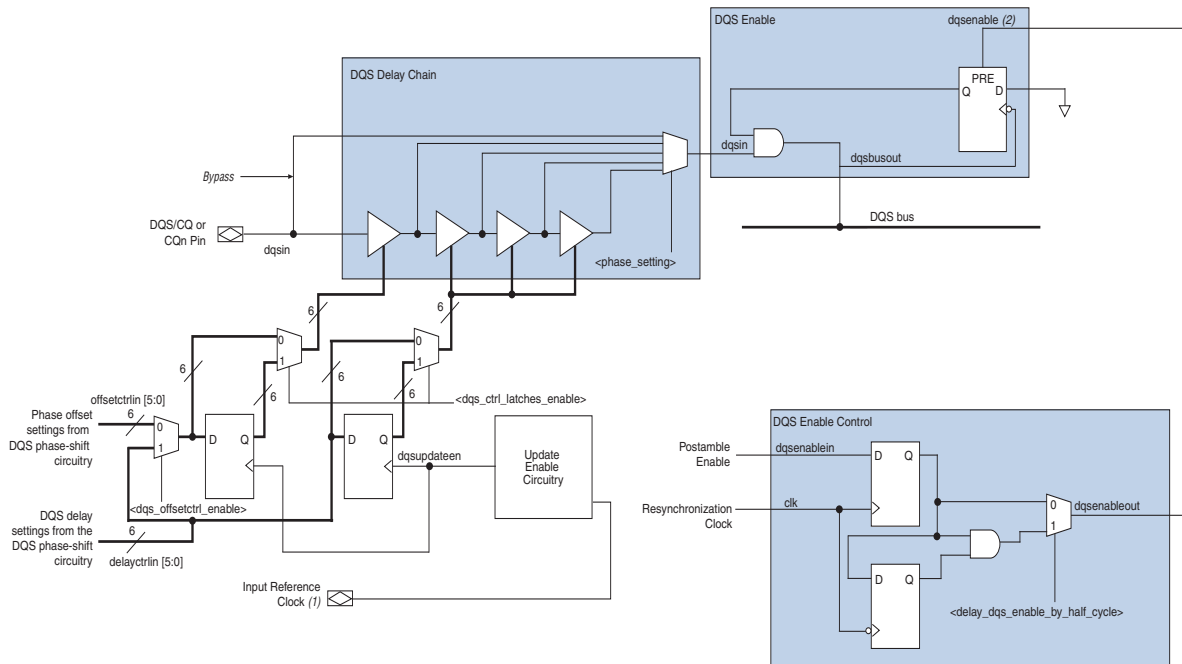 DQS Enable
dqsenable (2)
PRE
Q
D
DQS Delay Chain
dqsin
dqsbusout
Bypass
DQS/CQ or
CQn Pin
dqsin
DQS bus
<phase_setting>
6
6
0
1
0
1
6
6
6
6
<dqs_ctrl_latches_enable>
offsetctrlin [5:0]
Phase offset
settings from
DQS phase-shift
circuitry
6
0
1
D
Q
D
Q
dqsupdateen
Update
Enable
Circuitry
<dqs_offsetctrl_enable>
DQS delay
settings from the
DQS phase-shift
circuitry
6
delayctrlin [5:0]
Input Reference
Clock (1)
DQS Enable Control
Postamble
Enable
dqsenablein
D
Q
Resynchronization
Clock
clk
0
1
dqsenableout
D
Q
<delay_dqs_enable_by_half_cycle>